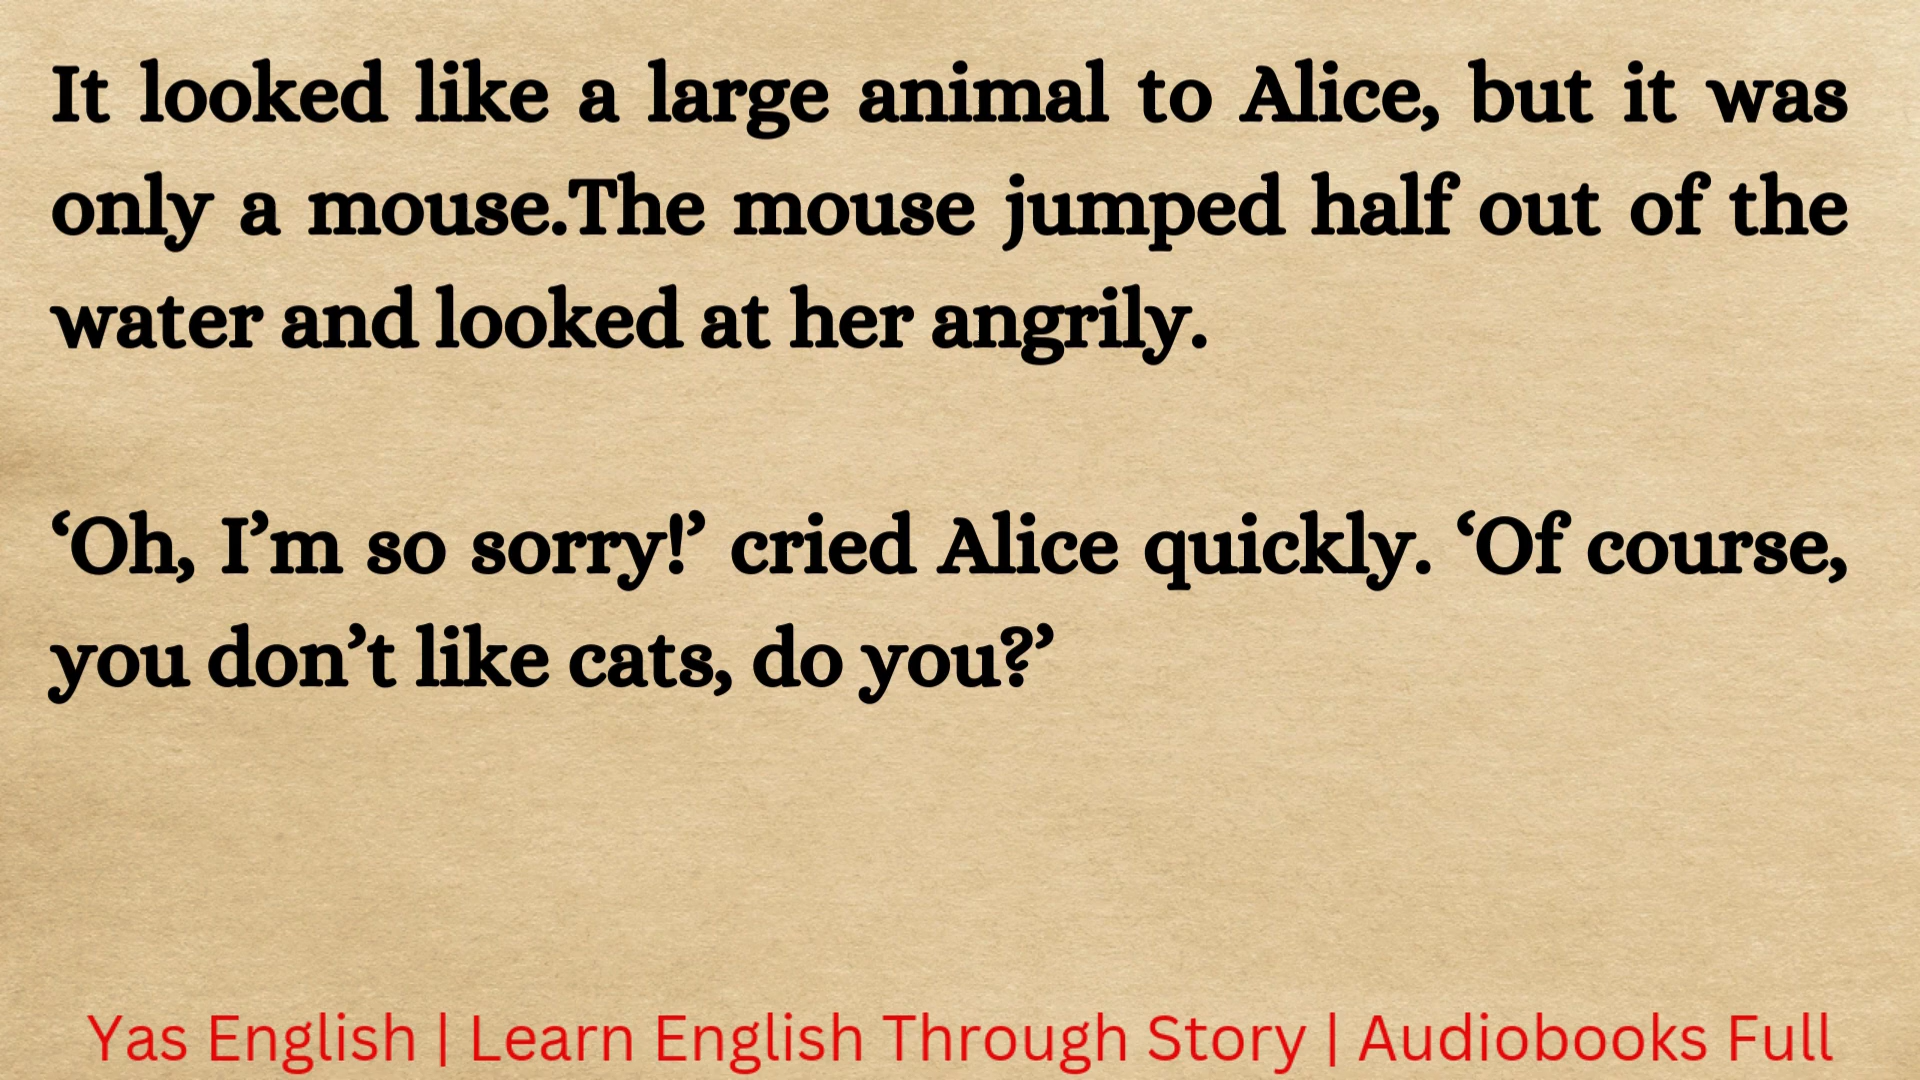 It looked like a large animal to Alice, but it was
only a mouse.The mouse jumped half out of the
water and looked at her angrily.
‘Oh, I’m so sorry!’ cried Alice quickly. ‘Of course,
you don’t like cats, do you?’
Yas English | Learn English Through Story | Audiobooks Full